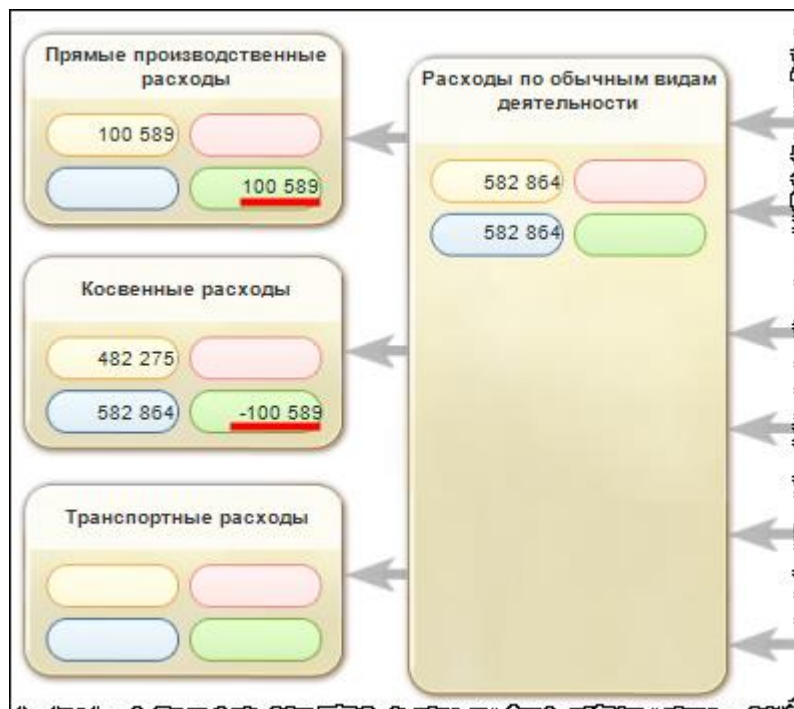 Прямые производственные
расходы
100 589
100 589
Косвенные расходы
482 275
582 864
-100 589
Транспортные расходы
Расходы по обычным видам
деятельности
582 864
582 864